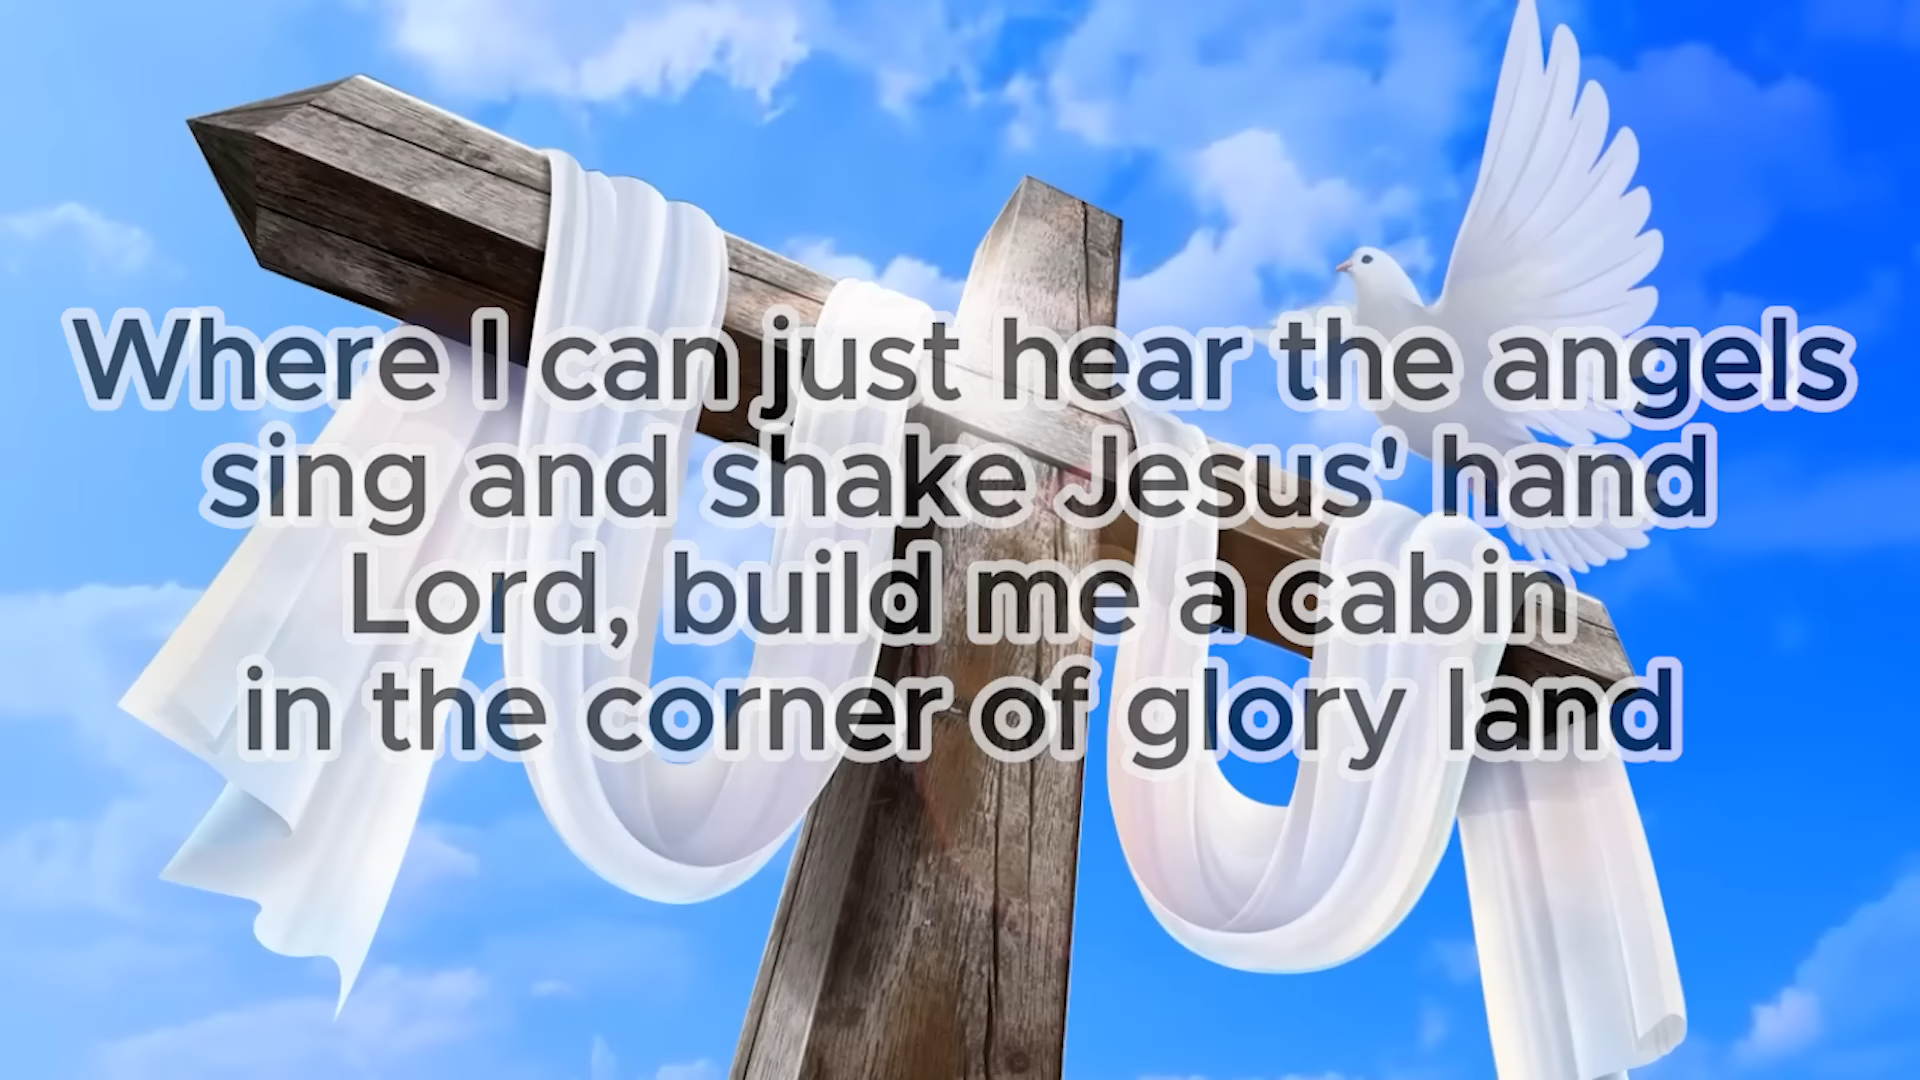 Where I can just hear the angels
sing and shake Jesus' hand
Lord, build me a cabin
in the corner of glory land